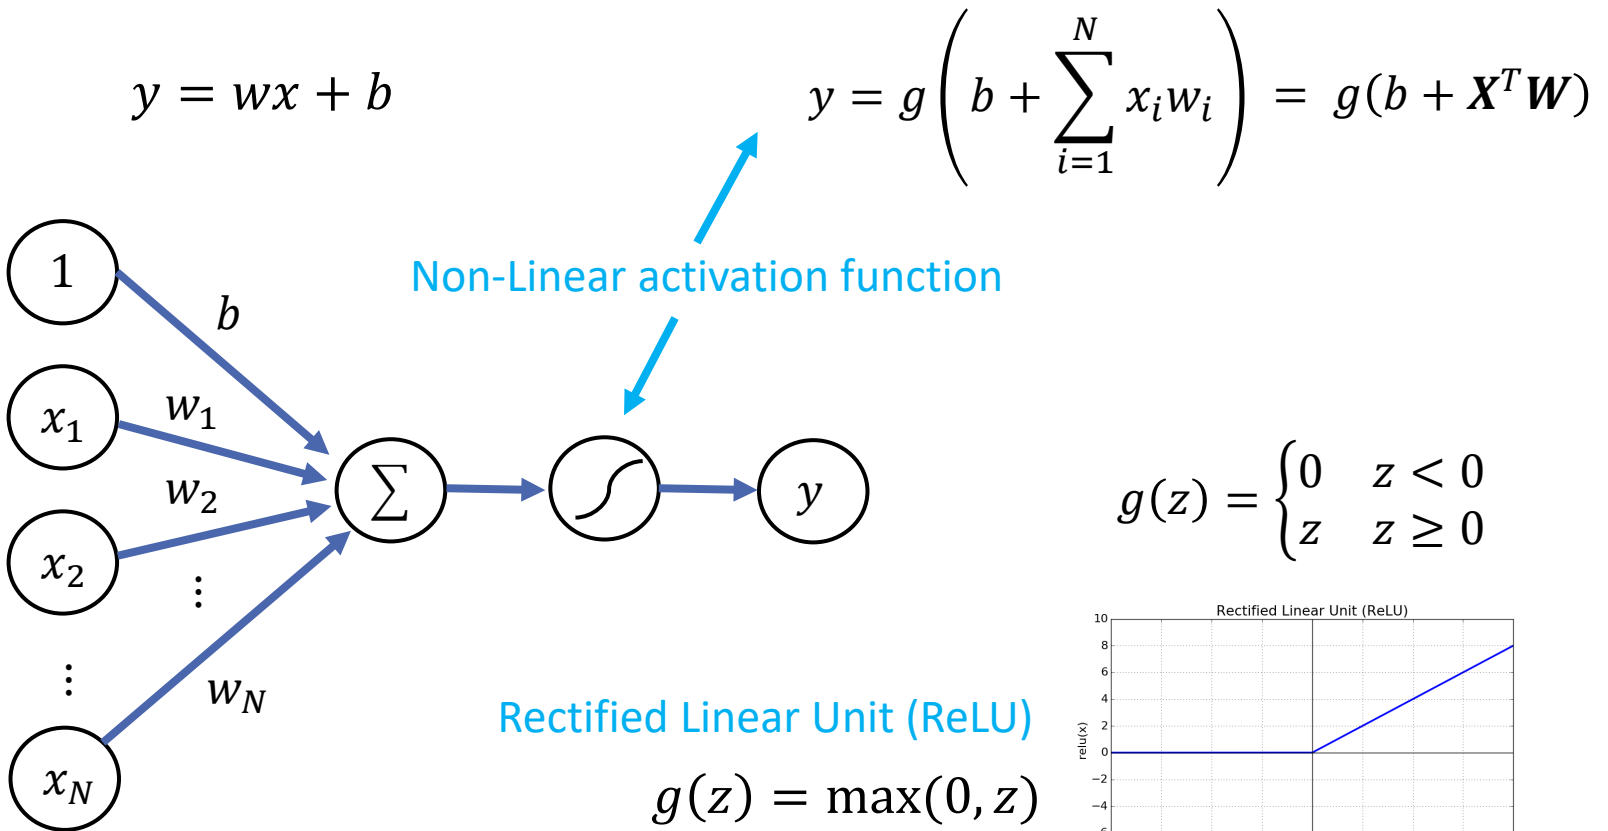 y = wx + b
y = g(b + ∑_{i=1}^{N} x_i w_i) = g(b + X^T W)
Non-Linear activation function
1
b
x_1
w_1
w_2
∑
y
x_2
⋮
⋮
w_N
x_N
g(z) = {0 z < 0
z z ≥ 0
Rectified Linear Unit (ReLU)
g(z) = max(0, z)
Rectified Linear Unit (ReLU)
10
8
6
4
2
0
−2
−4
relu(x)